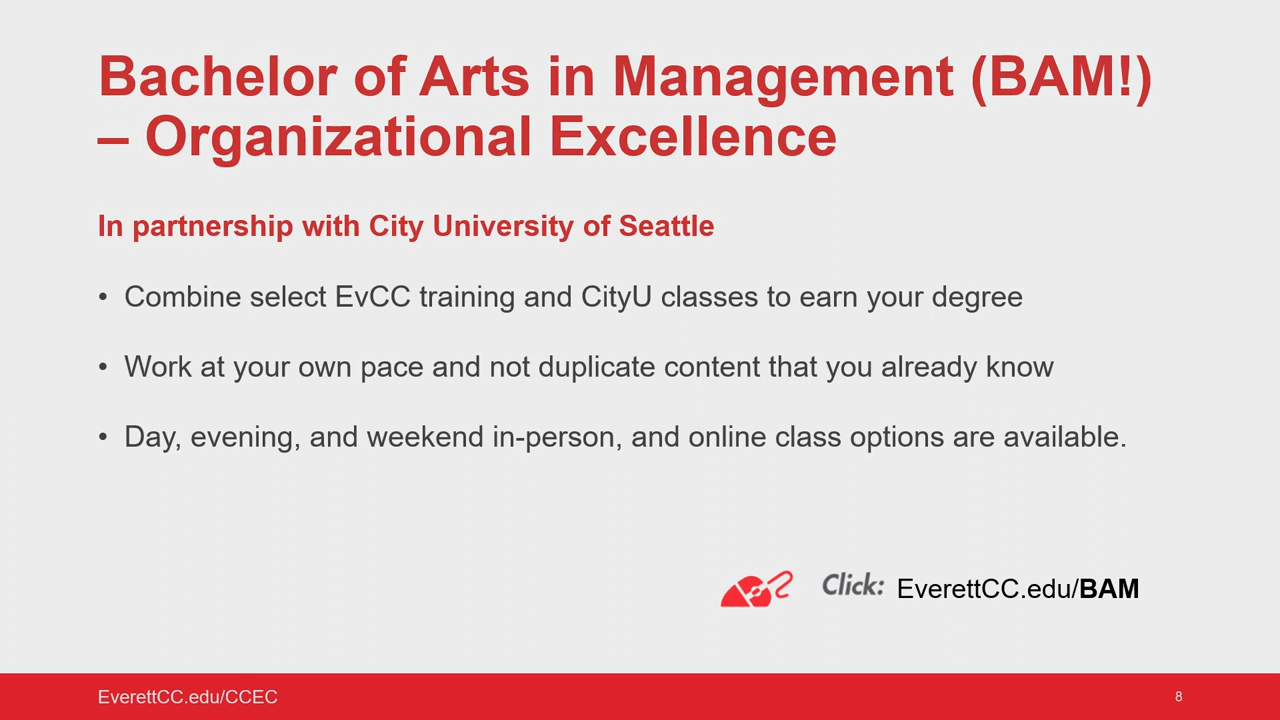 Bachelor of Arts in Management (BAM!)
– Organizational Excellence
In partnership with City University of Seattle
• Combine select EvCC training and CityU classes to earn your degree
• Work at your own pace and not duplicate content that you already know
• Day, evening, and weekend in-person, and online class options are available.
Click: EverettCC.edu/BAM
EverettCC.edu/CCEC
8